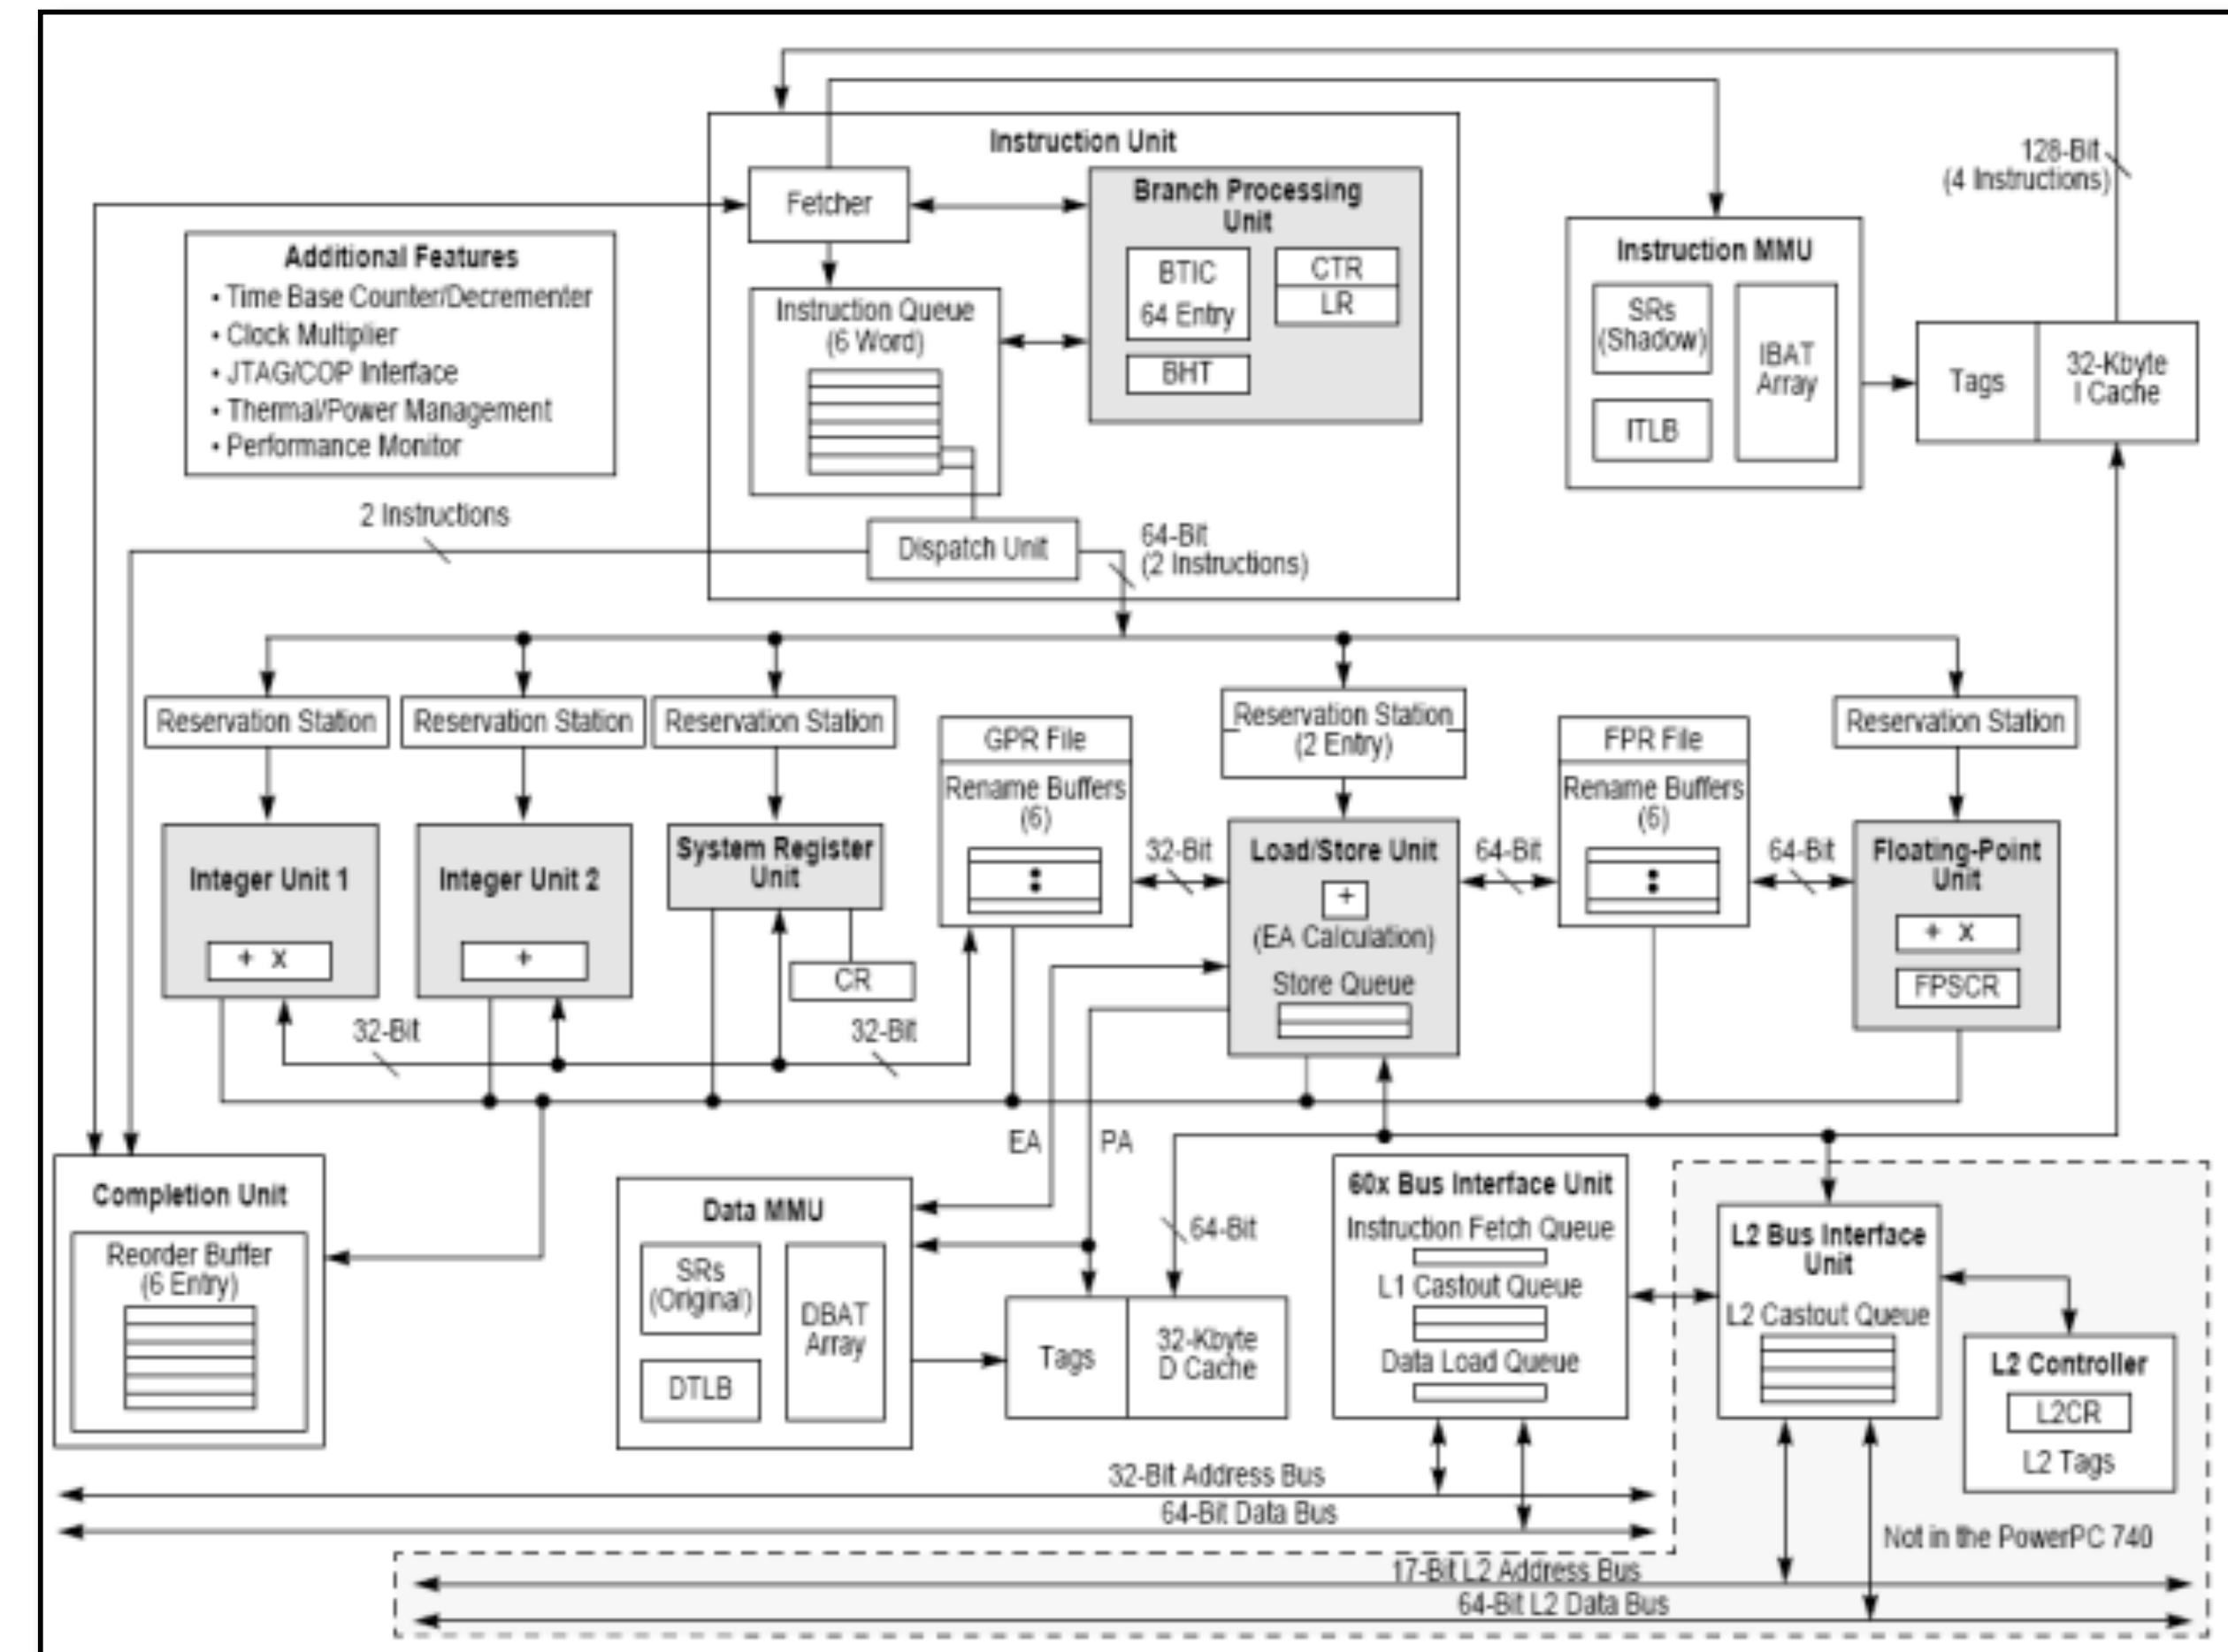 Instruction Unit
Fetcher
Branch Processing
Unit
BTIC
64 Entry
CTR
LR
BHT
Instruction Queue
(6 Word)
Dispatch Unit
64-Bit
(2 Instructions)
128-Bit
(4 Instructions)
Additional Features
• Time Base Counter/Decrementer
• Clock Multiplier
• JTAG/COP Interface
• Thermal/Power Management
• Performance Monitor
2 Instructions
Instruction MMU
SRs
(Shadow)
ITLB
IBAT
Array
Tags
32-Kbyte
I Cache
Reservation Station
Reservation Station
Reservation Station
GPR File
Rename Buffers
(6)
Reservation Station
(2 Entry)
FPR File
Rename Buffers
(6)
Reservation Station
Integer Unit 1
+ x
Integer Unit 2
+
System Register
Unit
CR
32-Bit
32-Bit
32-Bit
Load/Store Unit
+
(EA Calculation)
Store Queue
64-Bit
64-Bit
Floating-Point
Unit
+ x
FPSCR
EA
PA
Completion Unit
Reorder Buffer
(6 Entry)
Data MMU
SRs
(Original)
DTLB
DBAT
Array
64-Bit
Tags
32-Kbyte
D Cache
60x Bus Interface Unit
Instruction Fetch Queue
L1 Castout Queue
Data Load Queue
L2 Bus Interface
Unit
L2 Castout Queue
L2 Controller
L2CR
L2 Tags
32-Bit Address Bus
64-Bit Data Bus
Not in the PowerPC 740
17-Bit L2 Address Bus
64-Bit L2 Data Bus